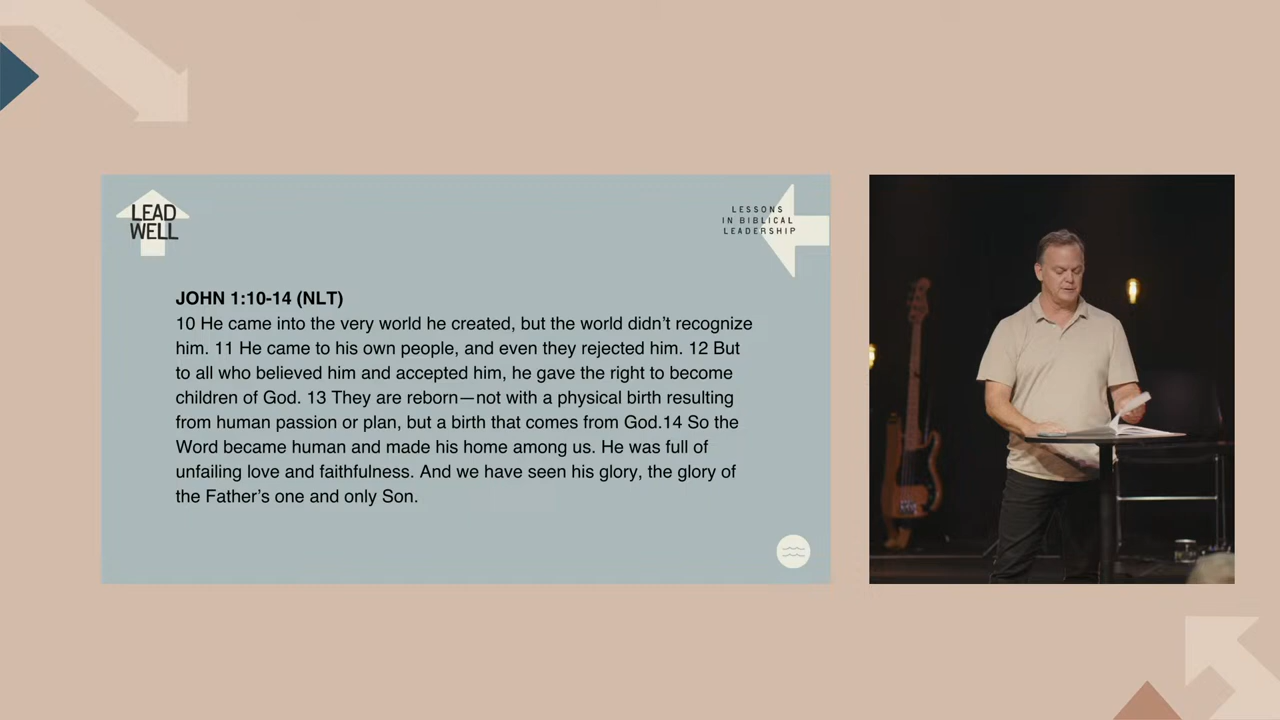 LEAD
WELL
LESSONS
IN BIBLICAL
LEADERSHIP
JOHN 1:10-14 (NLT)
10 He came into the very world he created, but the world didn’t recognize
him. 11 He came to his own people, and even they rejected him. 12 But
to all who believed him and accepted him, he gave the right to become
children of God. 13 They are reborn—not with a physical birth resulting
from human passion or plan, but a birth that comes from God.14 So the
Word became human and made his home among us. He was full of
unfailing love and faithfulness. And we have seen his glory, the glory of
the Father’s one and only Son.